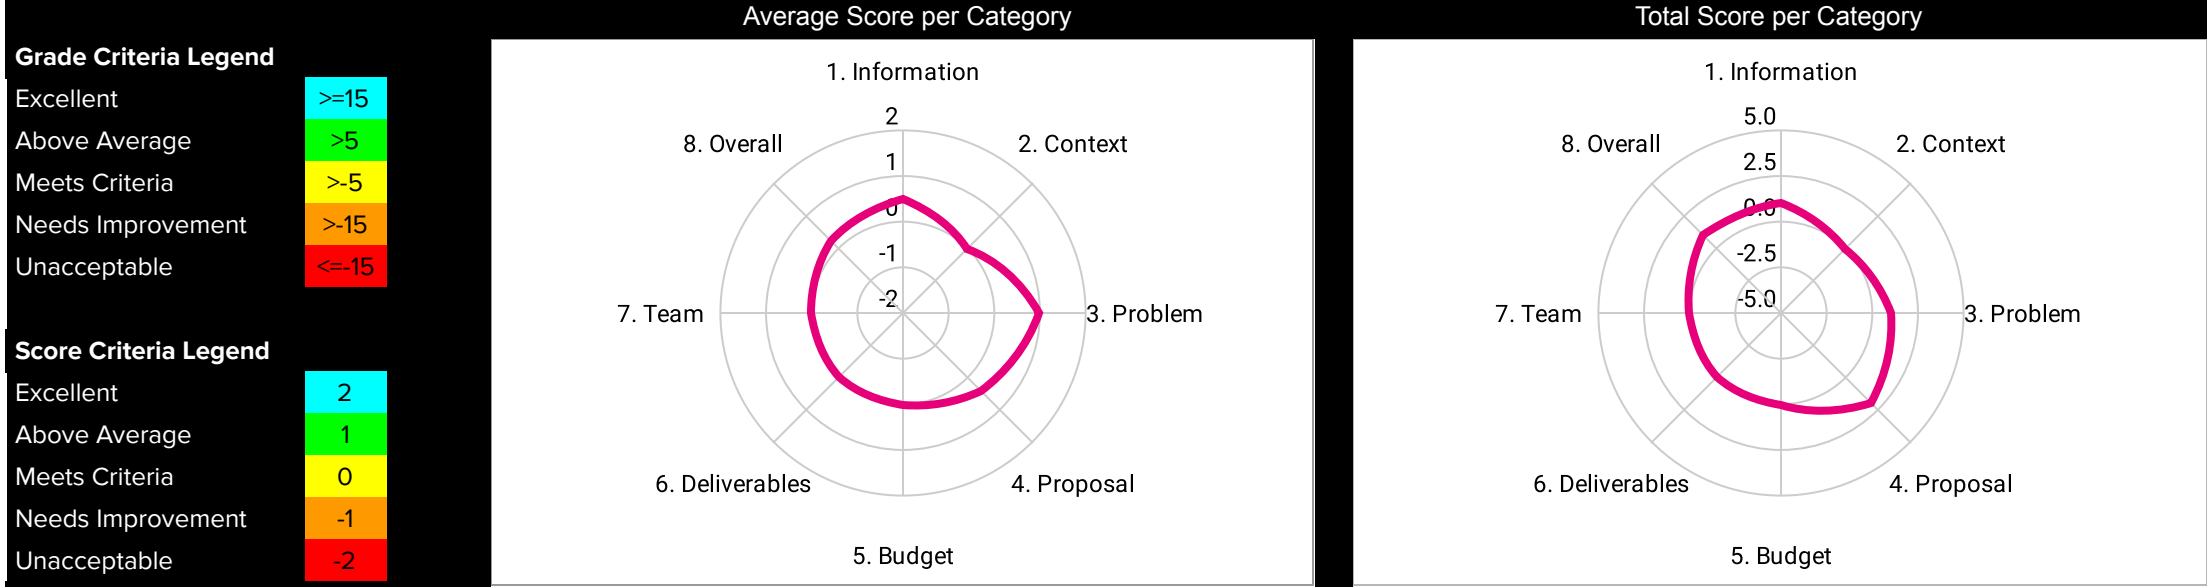 Grade Criteria Legend
Excellent >=15
Above Average >5
Meets Criteria >-5
Needs Improvement >-15
Unacceptable <=-15
Score Criteria Legend
Excellent 2
Above Average 1
Meets Criteria 0
Needs Improvement -1
Unacceptable -2
Average Score per Category
1. Information
2
8. Overall
2. Context
1
0
-1
-2
7. Team
3. Problem
6. Deliverables
4. Proposal
5. Budget
Total Score per Category
1. Information
5.0
8. Overall
2. Context
2.5
0.0
-2.5
-5.0
7. Team
3. Problem
6. Deliverables
4. Proposal
5. Budget